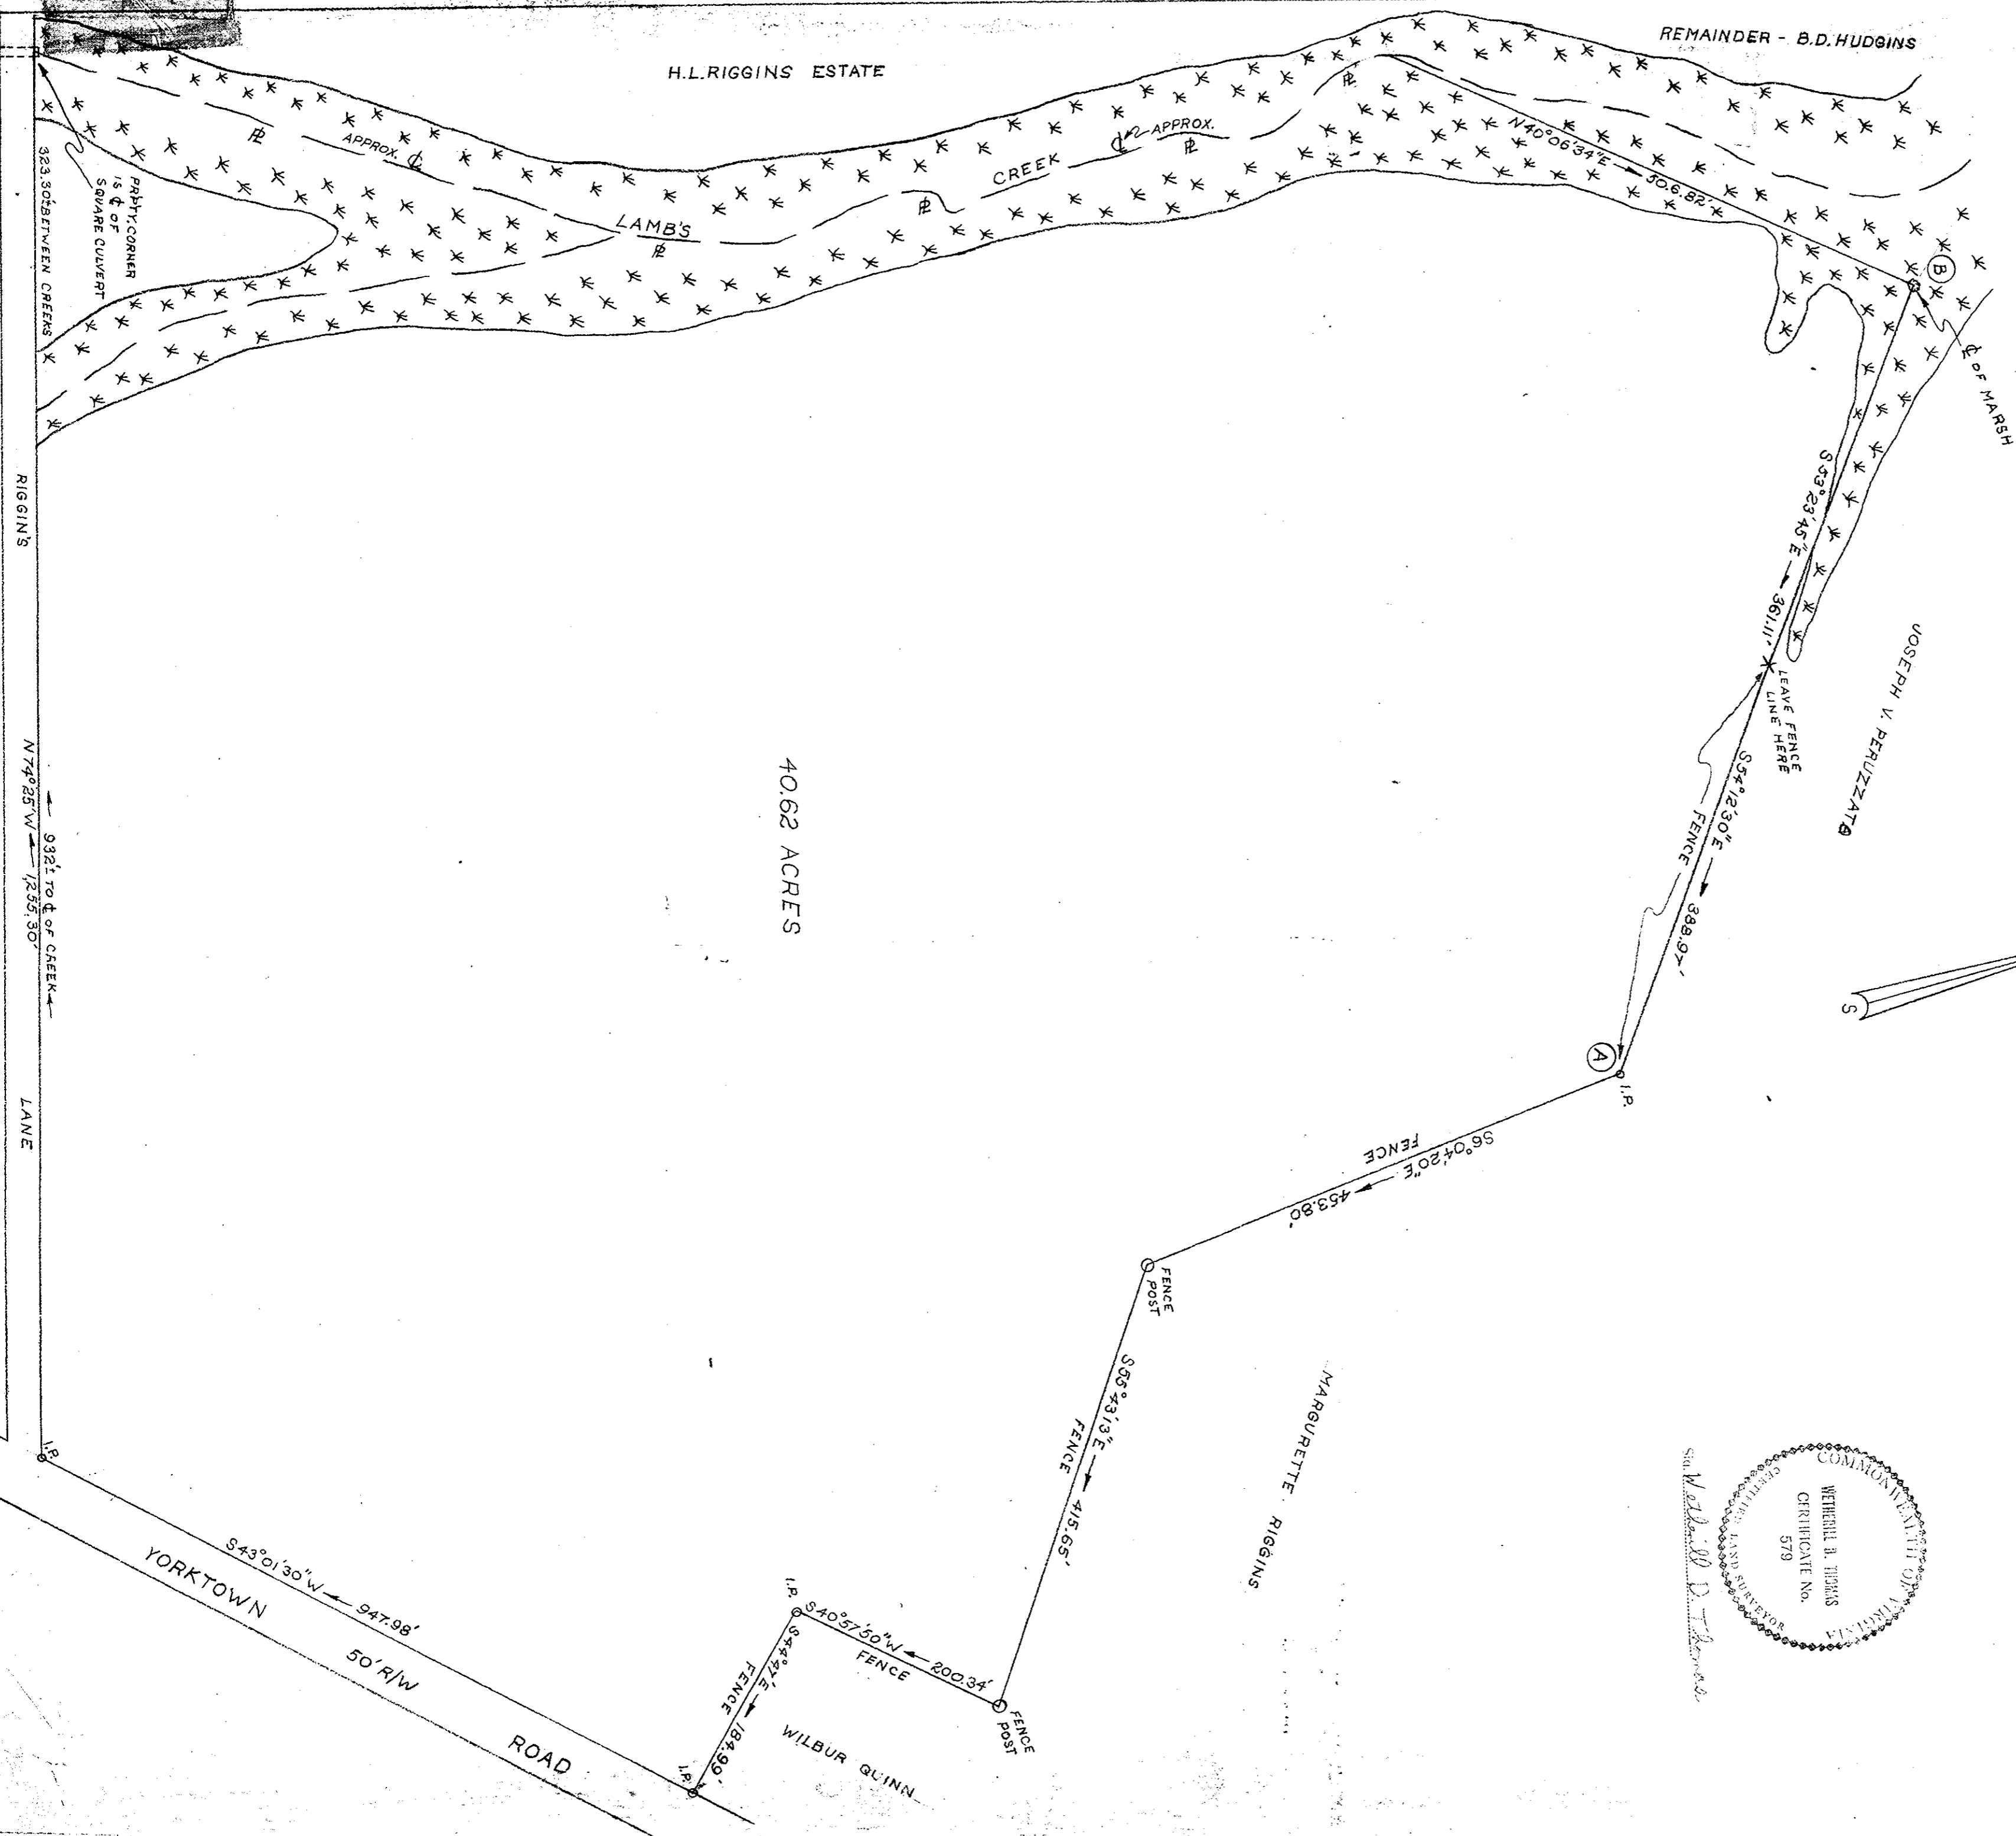 REMAINDER - B.D. HUDGINS
H.L. RIGGINS ESTATE
APPROX. ℄
LAMB'S
CREEK
℄ APPROX.
℄
℄
℄
℄
℄
N40°06'34"E 506.82'
B
℄ OF MARSH
PRP'TY. CORNER
IS ℄ OF
SQUARE CULVERT
323.30'± BETWEEN CREEKS
S53°23'45"E 361.11'
LEAVE FENCE
LINE HERE
JOSEPH V. PERUZZATO
S54°12'30"E 388.97'
FENCE
S
A
I.P.
40.62 ACRES
RIGGIN'S
LANE
N74°25'W 1,255.30'
932'± TO ℄ OF CREEK
S6°04'20"E 453.80'
FENCE
FENCE
POST
S55°43'13"E 415.65'
FENCE
MARGURETTE RIGGINS
COMMONWEALTH OF VIRGINIA
WETHERILL D. THOMAS
CERTIFICATE No.
579
CERTIFIED LAND SURVEYOR
Sig. Wetherill D. Thomas
I.P.
S43°01'30"W 947.98'
YORKTOWN
50' R/W
ROAD
I.P.
S40°57'50"W 200.34'
FENCE
FENCE
POST
S44°47'E 184.99'
FENCE
I.P.
WILBUR QUINN